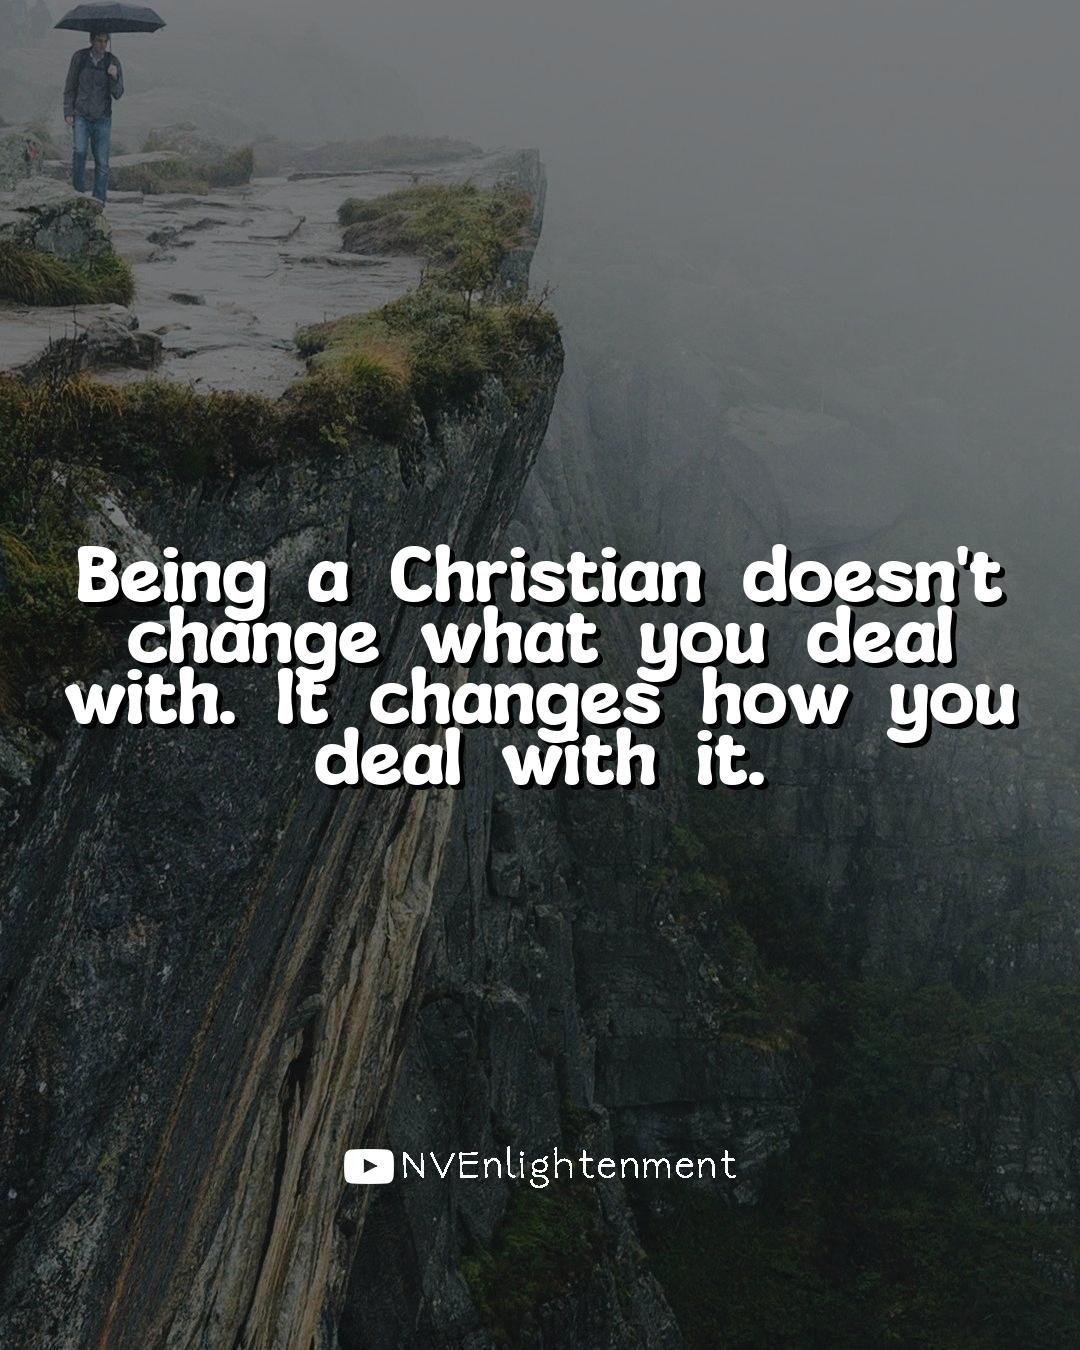 Being a Christian doesn't
change what you deal
with. It changes how you
deal with it.
NVEnlightenment